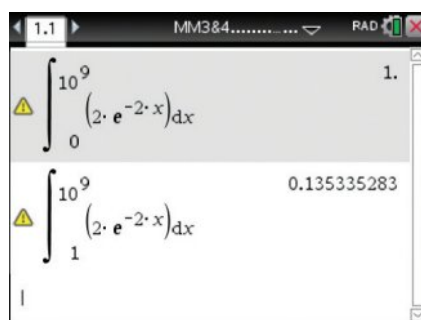 1.1 MM3&4........_... RAD
∫₀^10⁹ (2·e^-2·x)dx 1.
∫₁^10⁹ (2·e^-2·x)dx 0.135335283